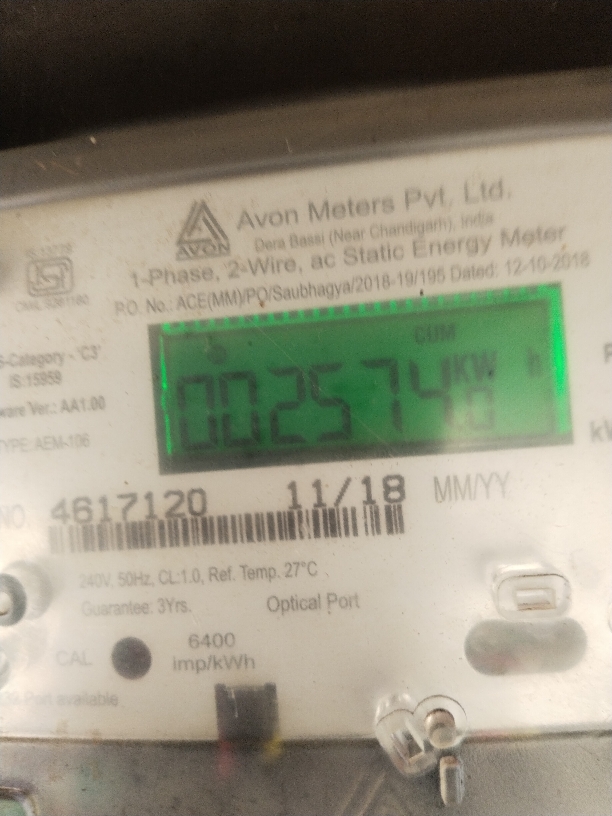 AVON
Avon Meters Pvt. Ltd.
Dera Bassi (Near Chandigarh), India
1-Phase, 2-Wire, ac Static Energy Meter
P.O. No.: ACE(MM)/PO/Saubhagya/2018-19/195 Dated: 12-10-2018
S-Category - 'C3'
IS:15959
ware Ver.: AA1.00
TYPE: AEM-106
CUM
002574.0 KW h
NO. 4617120 11/18 MM/YY
240V, 50Hz, CL:1.0, Ref. Temp. 27°C
Guarantee: 3Yrs. Optical Port
CAL 6400
imp/kWh
Port available